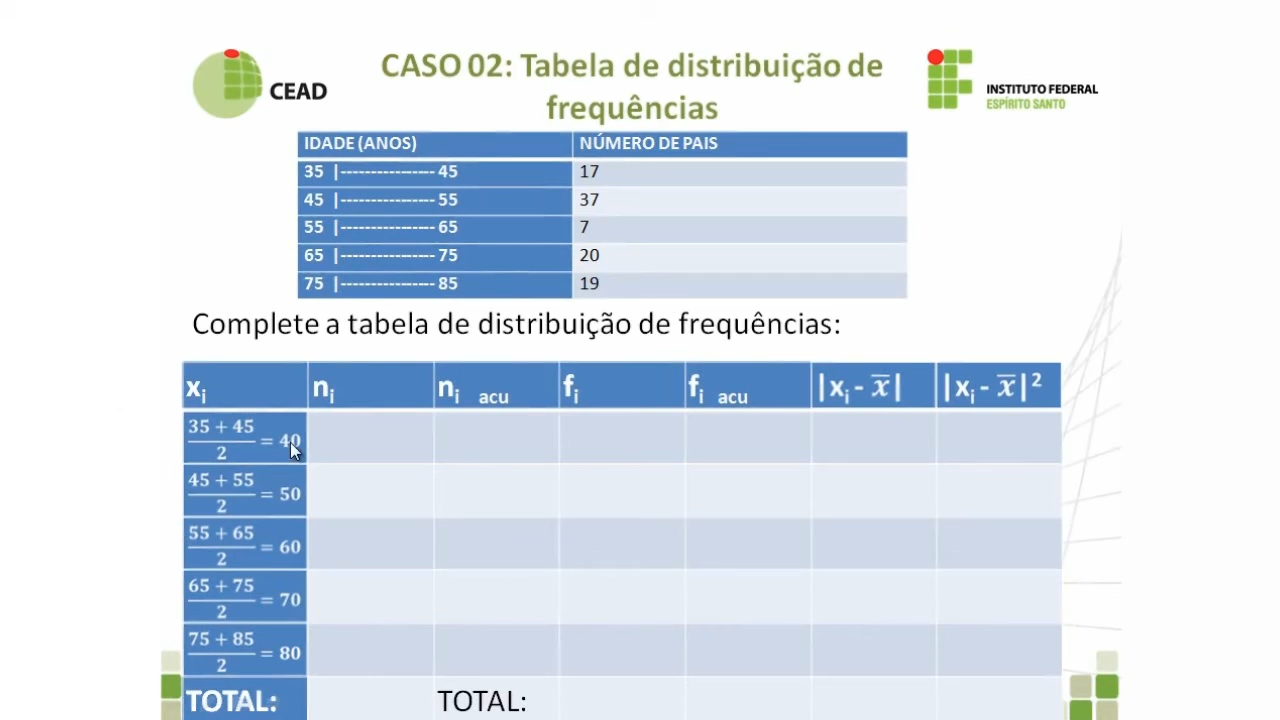 CEAD
CASO 02: Tabela de distribuição de
frequências
INSTITUTO FEDERAL
ESPÍRITO SANTO
IDADE (ANOS) NÚMERO DE PAIS
35 |---------------- 45 17
45 |---------------- 55 37
55 |---------------- 65 7
65 |---------------- 75 20
75 |---------------- 85 19
Complete a tabela de distribuição de frequências:
xi ni ni acu fi fi acu |xi - x̅| |xi - x̅|²
35 + 45
2
= 40
45 + 55
2
= 50
55 + 65
2
= 60
65 + 75
2
= 70
75 + 85
2
= 80
TOTAL: TOTAL: